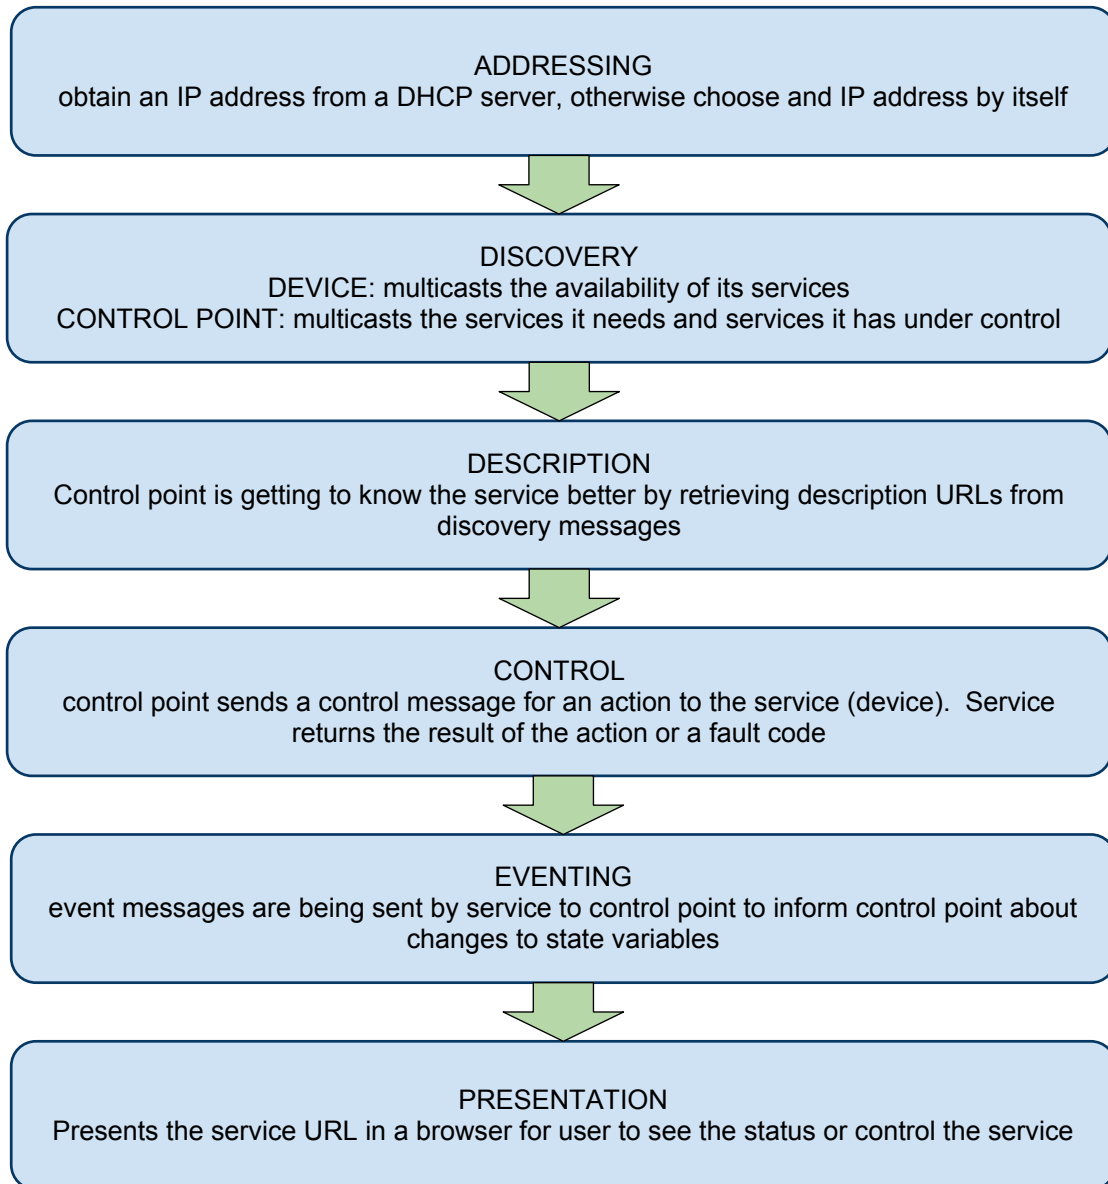 ADDRESSING
obtain an IP address from a DHCP server, otherwise choose and IP address by itself
DISCOVERY
DEVICE: multicasts the availability of its services
CONTROL POINT: multicasts the services it needs and services it has under control
DESCRIPTION
Control point is getting to know the service better by retrieving description URLs from
discovery messages
CONTROL
control point sends a control message for an action to the service (device).  Service
returns the result of the action or a fault code
EVENTING
event messages are being sent by service to control point to inform control point about
changes to state variables
PRESENTATION
Presents the service URL in a browser for user to see the status or control the service